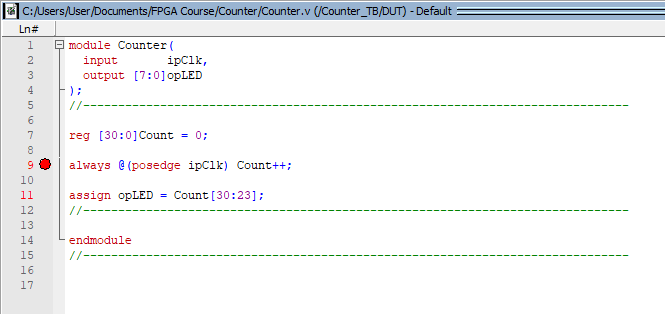 C:/Users/User/Documents/FPGA Course/Counter/Counter.v (/Counter_TB/DUT) - Default
Ln#
1 module Counter(
2   input       ipClk,
3   output [7:0]opLED
4 );
5 //------------------------------------------------------------------------------
6
7 reg [30:0]Count = 0;
8
9 always @(posedge ipClk) Count++;
10
11 assign opLED = Count[30:23];
12 //------------------------------------------------------------------------------
13
14 endmodule
15 //------------------------------------------------------------------------------
16
17